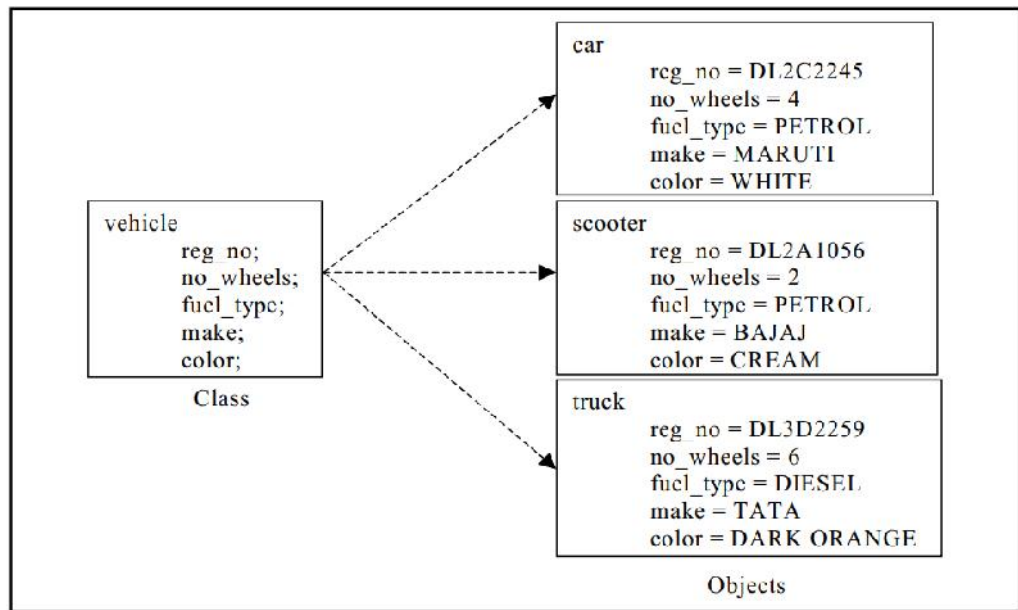 vehicle
reg_no;
no_wheels;
fuel_type;
make;
color;
Class
car
reg_no = DL2C2245
no_wheels = 4
fuel_type = PETROL
make = MARUTI
color = WHITE
scooter
reg_no = DL2A1056
no_wheels = 2
fuel_type = PETROL
make = BAJAJ
color = CREAM
truck
reg_no = DL3D2259
no_wheels = 6
fuel_type = DIESEL
make = TATA
color = DARK ORANGE
Objects